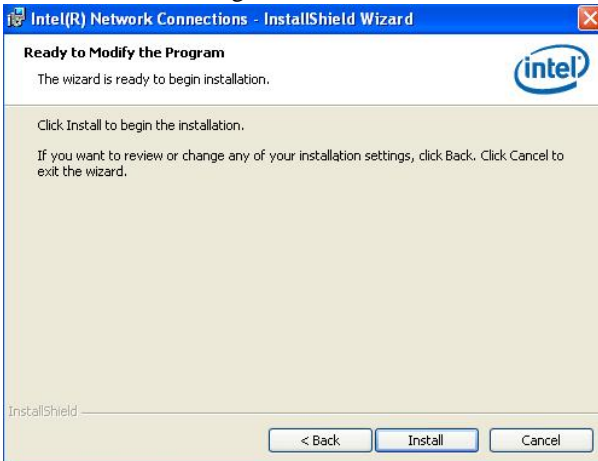 Intel(R) Network Connections - InstallShield Wizard
Ready to Modify the Program
The wizard is ready to begin installation.
intel
Click Install to begin the installation.
If you want to review or change any of your installation settings, click Back. Click Cancel to
exit the wizard.
InstallShield
< Back
Install
Cancel